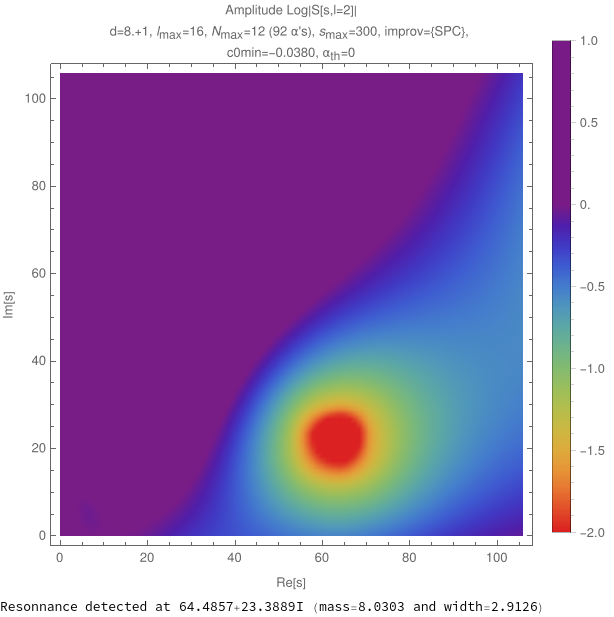 Amplitude Log|S[s,l=2]|
d=8.+1, lmax=16, Nmax=12 (92 α's), smax=300, improv={SPC},
c0min=−0.0380, αth=0
1.0
100
0.5
80
0.
60
−0.5
Im[s]
40
−1.0
20
−1.5
0
−2.0
0 20 40 60 80 100
Re[s]
Resonnance detected at 64.4857+23.3889I (mass=8.0303 and width=2.9126)